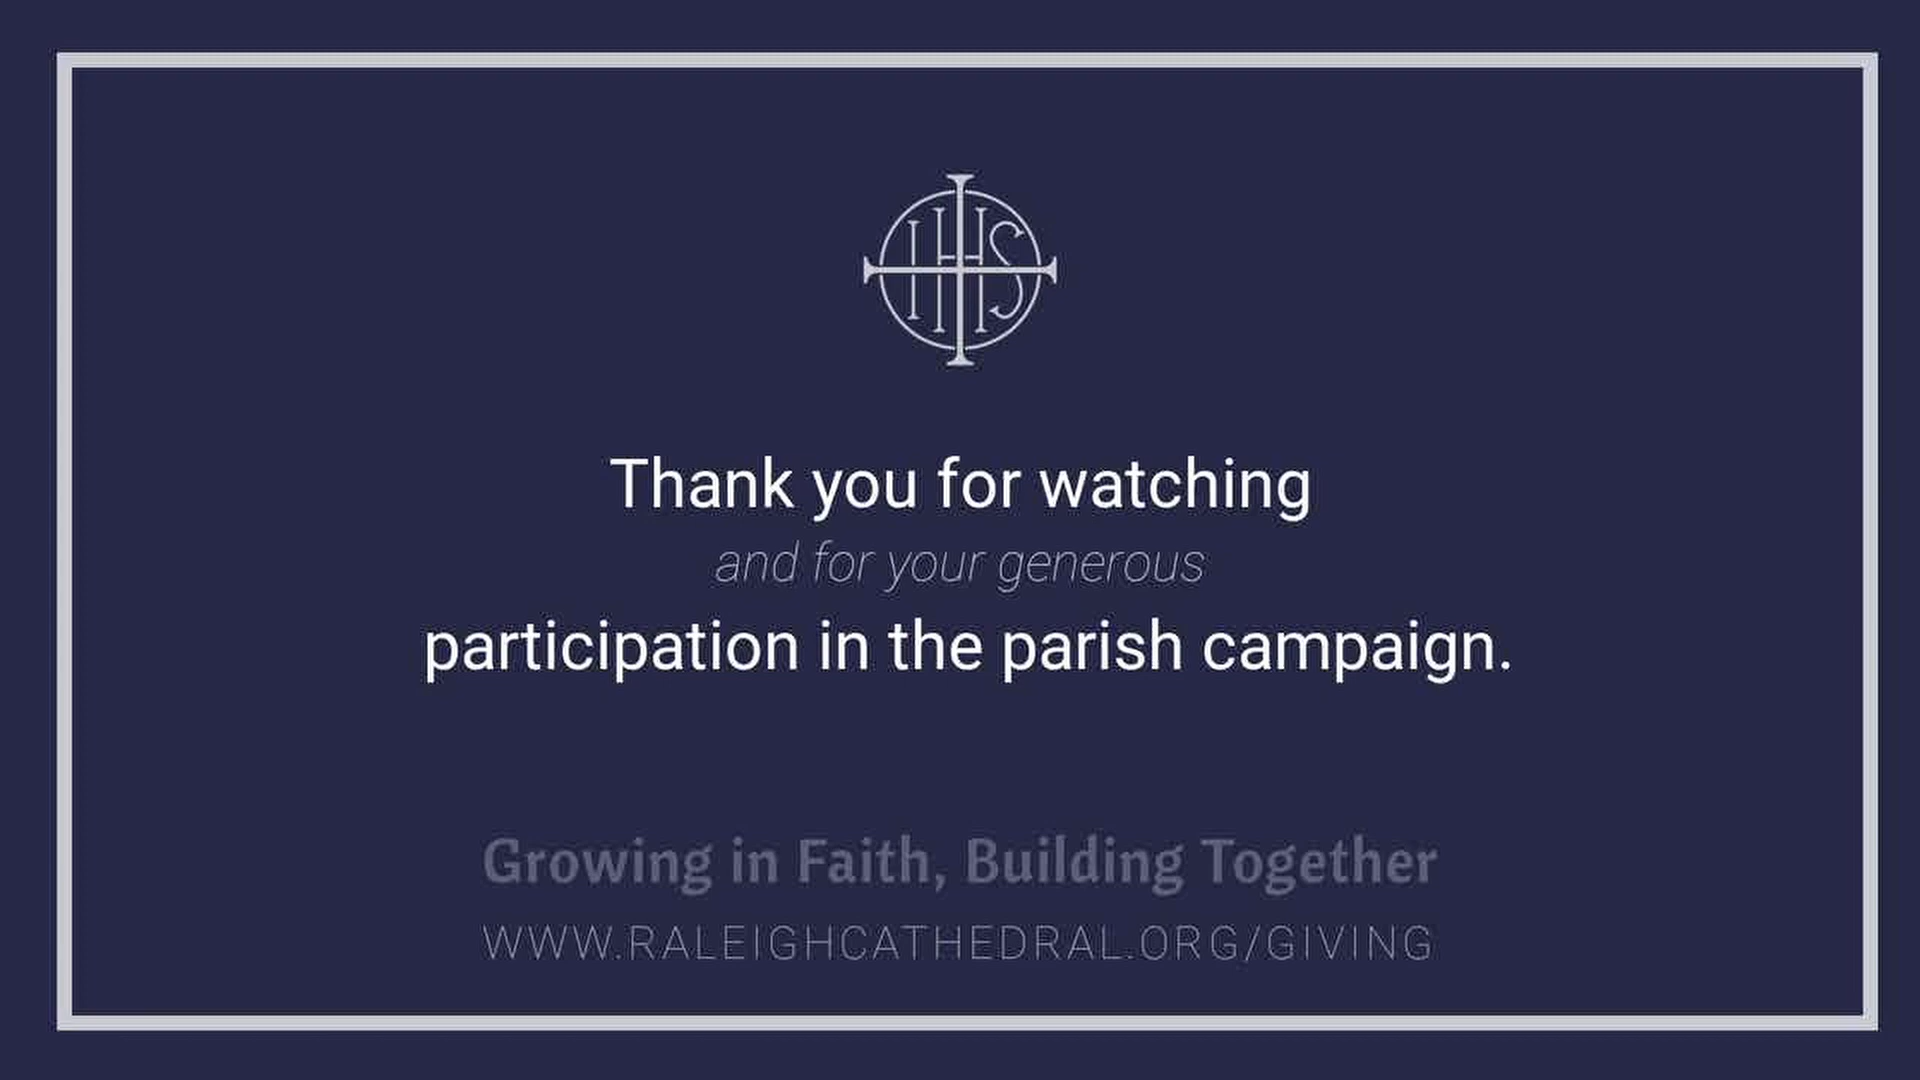 IHS
Thank you for watching
and for your generous
participation in the parish campaign.
Growing in Faith, Building Together
WWW.RALEIGHCATHEDRAL.ORG/GIVING